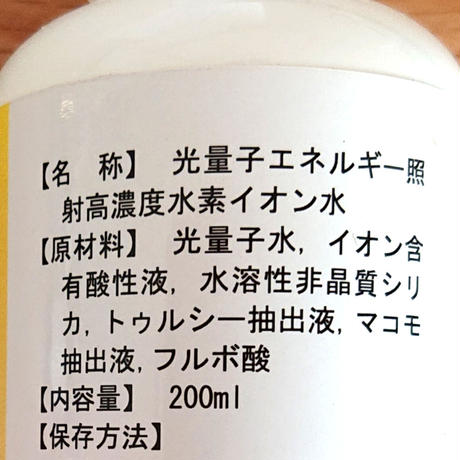 【名　称】　光量子エネルギー照
射高濃度水素イオン水
【原材料】　光量子水, イオン含
有酸性液, 水溶性非晶質シリ
カ, トゥルシー抽出液, マコモ
抽出液, フルボ酸
【内容量】　200ml
【保存方法】